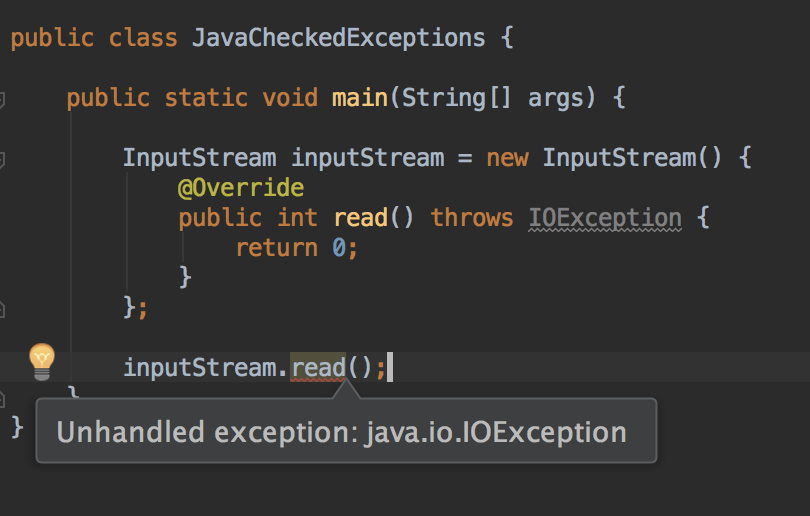 public class JavaCheckedExceptions {
public static void main(String[] args) {
InputStream inputStream = new InputStream() {
@Override
public int read() throws IOException {
return 0;
}
};
inputStream.read();
}
}
Unhandled exception: java.io.IOException